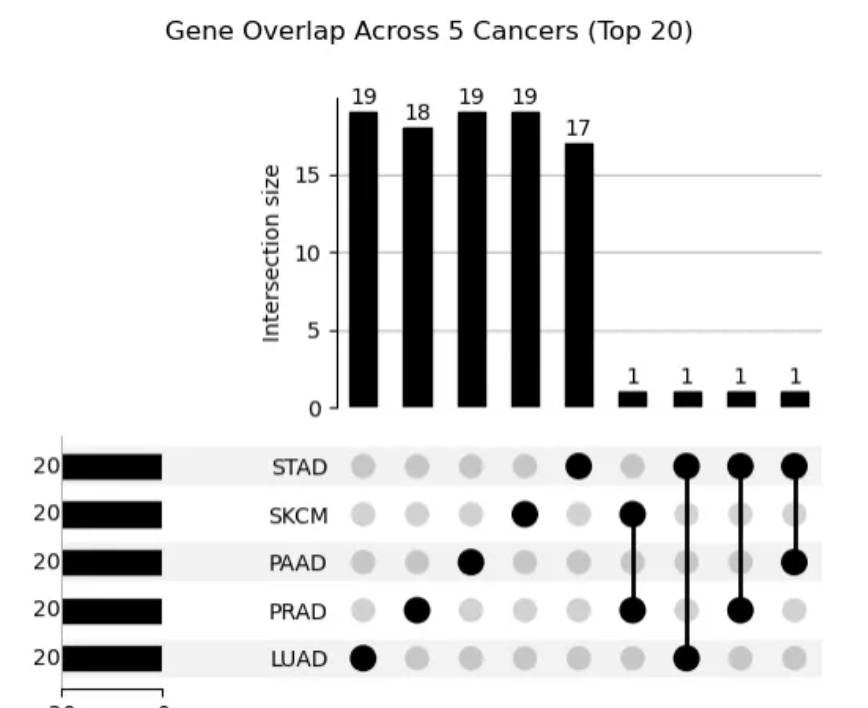 Gene Overlap Across 5 Cancers (Top 20)
19 18 19 19 17 1 1 1 1
Intersection size
15
10
5
0
20 STAD
20 SKCM
20 PAAD
20 PRAD
20 LUAD